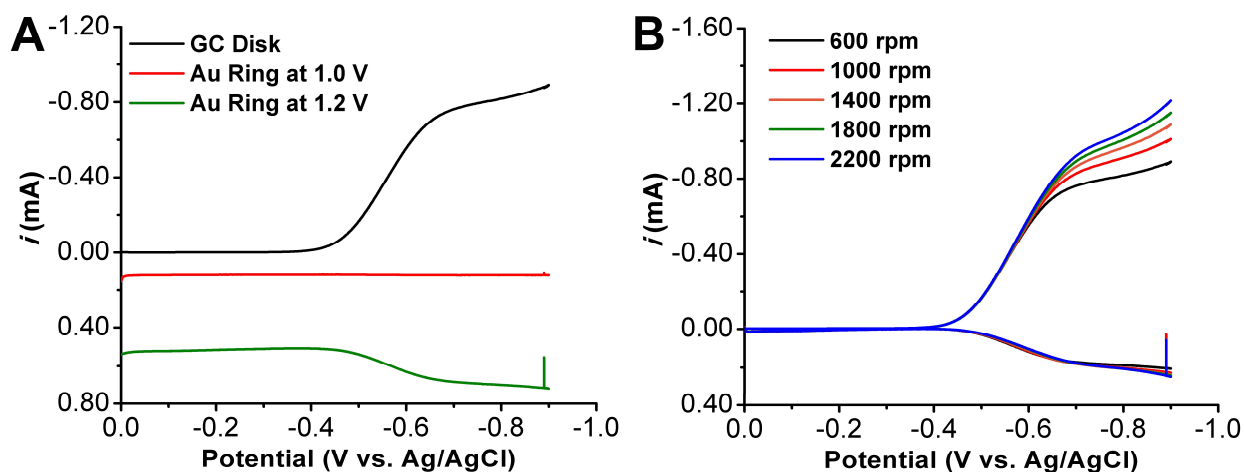 A
GC Disk
Au Ring at 1.0 V
Au Ring at 1.2 V
i (mA)
-1.20
-0.80
-0.40
0.00
0.40
0.80
0.0 -0.2 -0.4 -0.6 -0.8 -1.0
Potential (V vs. Ag/AgCl)
B
600 rpm
1000 rpm
1400 rpm
1800 rpm
2200 rpm
i (mA)
-1.60
-1.20
-0.80
-0.40
0.00
0.40
0.0 -0.2 -0.4 -0.6 -0.8 -1.0
Potential (V vs. Ag/AgCl)